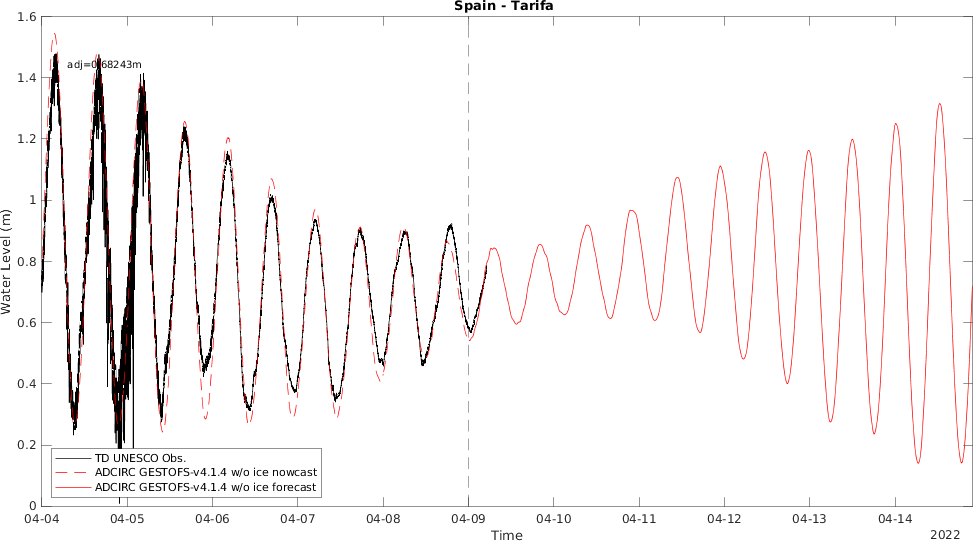 Spain - Tarifa
1.6
1.4
1.2
1
0.8
0.6
0.4
0.2
0
Water Level (m)
adj=0.68243m
TD UNESCO Obs.
ADCIRC GESTOFS-v4.1.4 w/o ice nowcast
ADCIRC GESTOFS-v4.1.4 w/o ice forecast
04-04 04-05 04-06 04-07 04-08 04-09 04-10 04-11 04-12 04-13 04-14
Time
2022